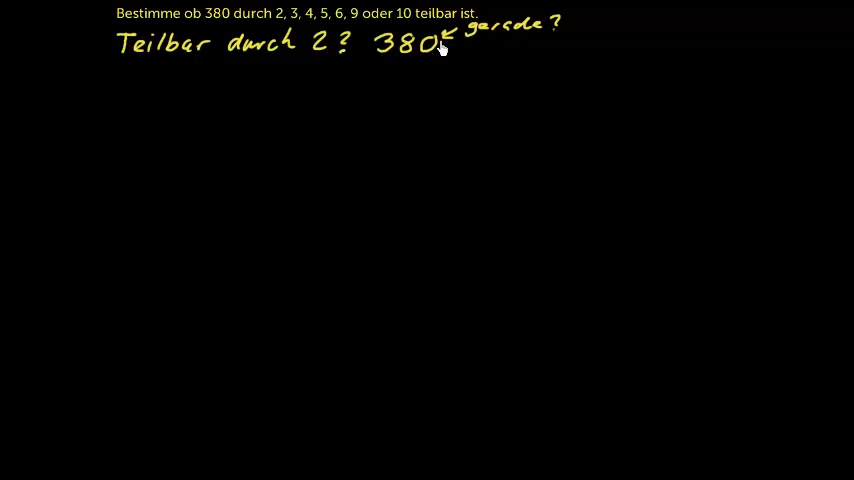 Bestimme ob 380 durch 2, 3, 4, 5, 6, 9 oder 10 teilbar ist.
Teilbar durch 2? 380 ← gerade?